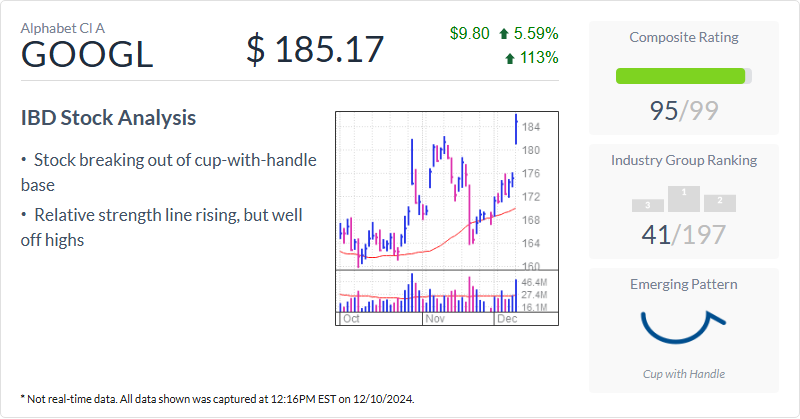 Alphabet Cl A
GOOGL
$ 185.17
$9.80 5.59%
113%
IBD Stock Analysis
• Stock breaking out of cup-with-handle
base
• Relative strength line rising, but well
off highs
184
180
176
172
168
164
160
46.4M
27.4M
16.1M
Oct Nov Dec
Composite Rating
95/99
Industry Group Ranking
3 1 2
41/197
Emerging Pattern
Cup with Handle
* Not real-time data. All data shown was captured at 12:16PM EST on 12/10/2024.